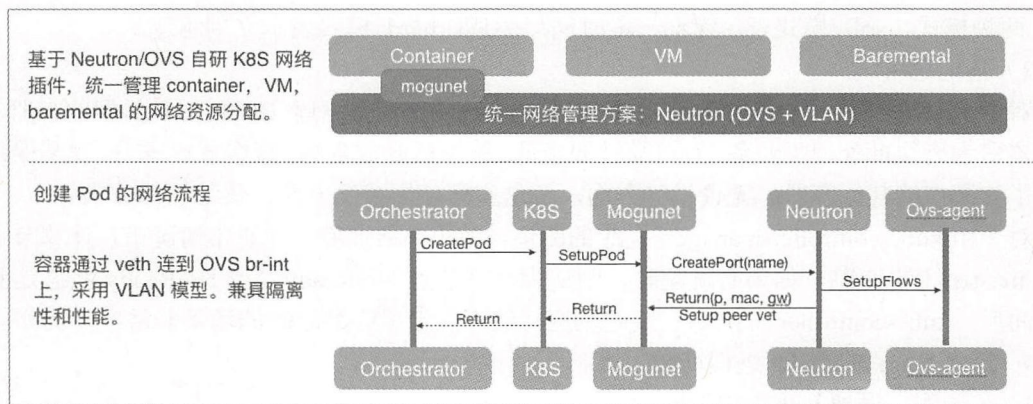 基于 Neutron/OVS 自研 K8S 网络
插件，统一管理 container，VM，
baremental 的网络资源分配。
Container
VM
Baremental
mogunet
统一网络管理方案：Neutron (OVS + VLAN)
创建 Pod 的网络流程
容器通过 veth 连到 OVS br-int
上，采用 VLAN 模型。兼具隔离
性和性能。
Orchestrator
K8S
Mogunet
Neutron
Ovs-agent
CreatePod
SetupPod
CreatePort(name)
SetupFlows
Return(p, mac, gw)
Setup peer vet
Return
Return
Orchestrator
K8S
Mogunet
Neutron
Ovs-agent